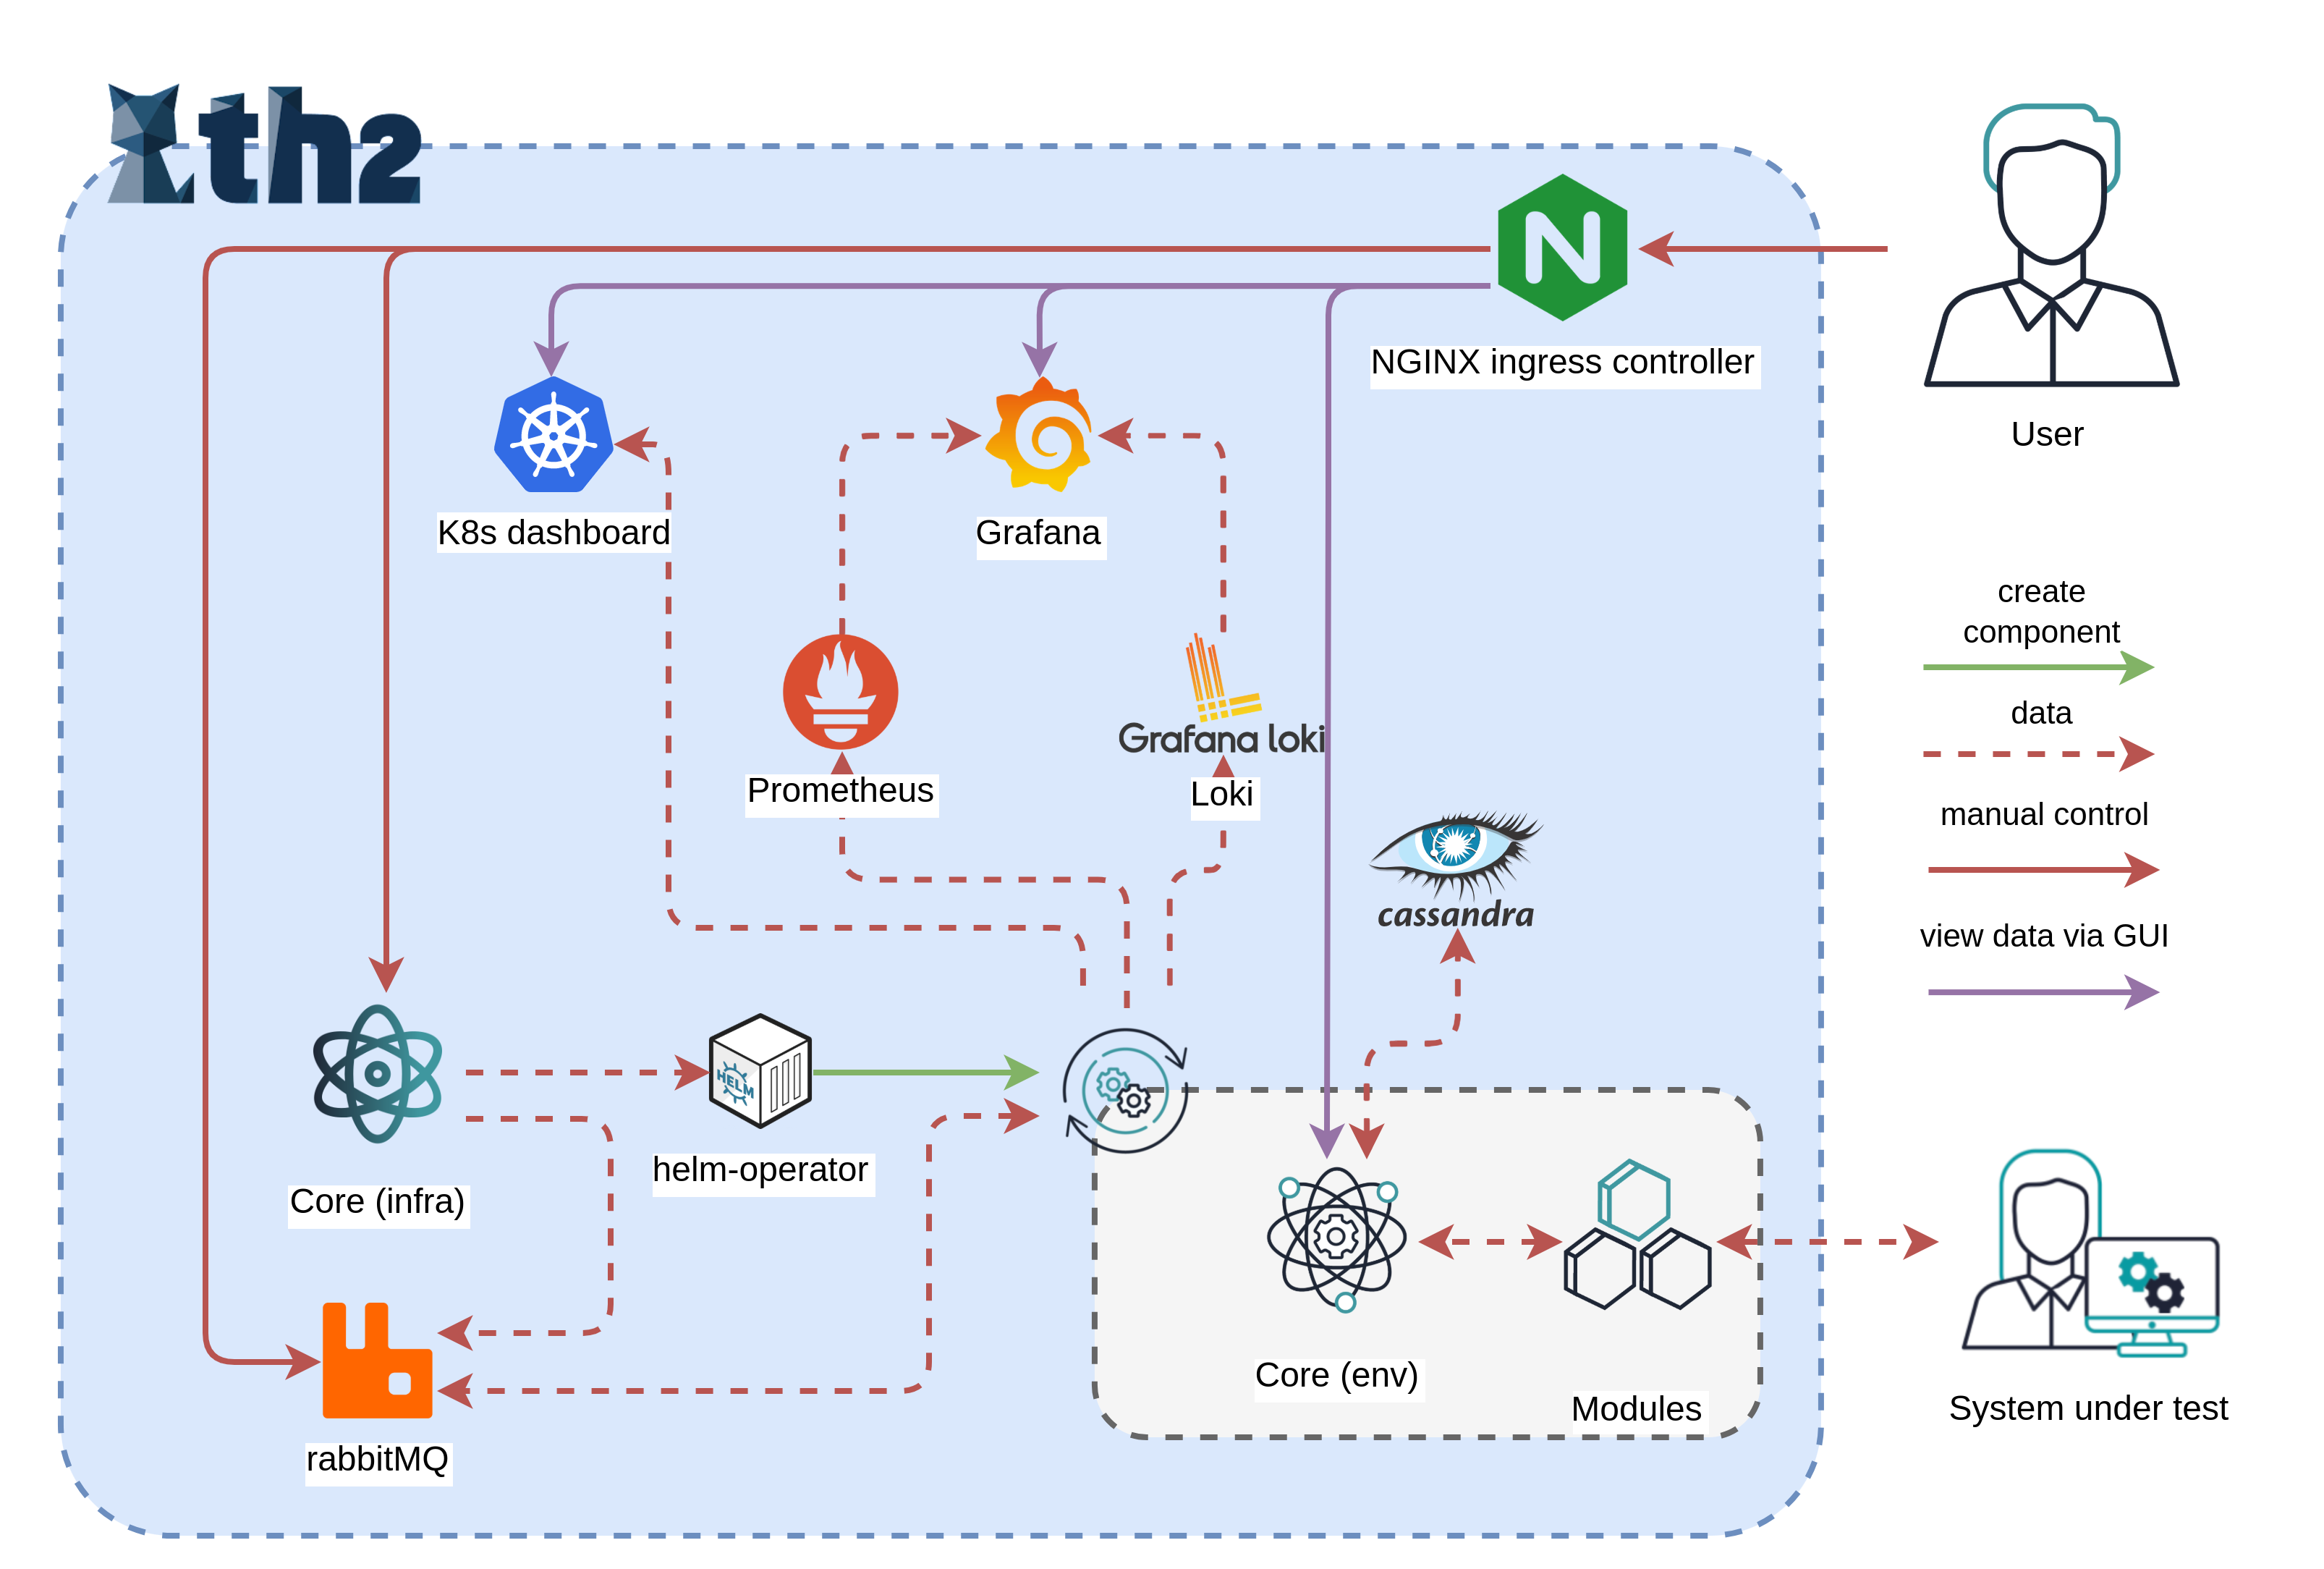 th2
NGINX ingress controller
User
K8s dashboard
Grafana
create
component
data
Grafana loki
Prometheus
Loki
manual control
cassandra
view data via GUI
HELM
helm-operator
Core (infra)
Core (env)
Modules
System under test
rabbitMQ